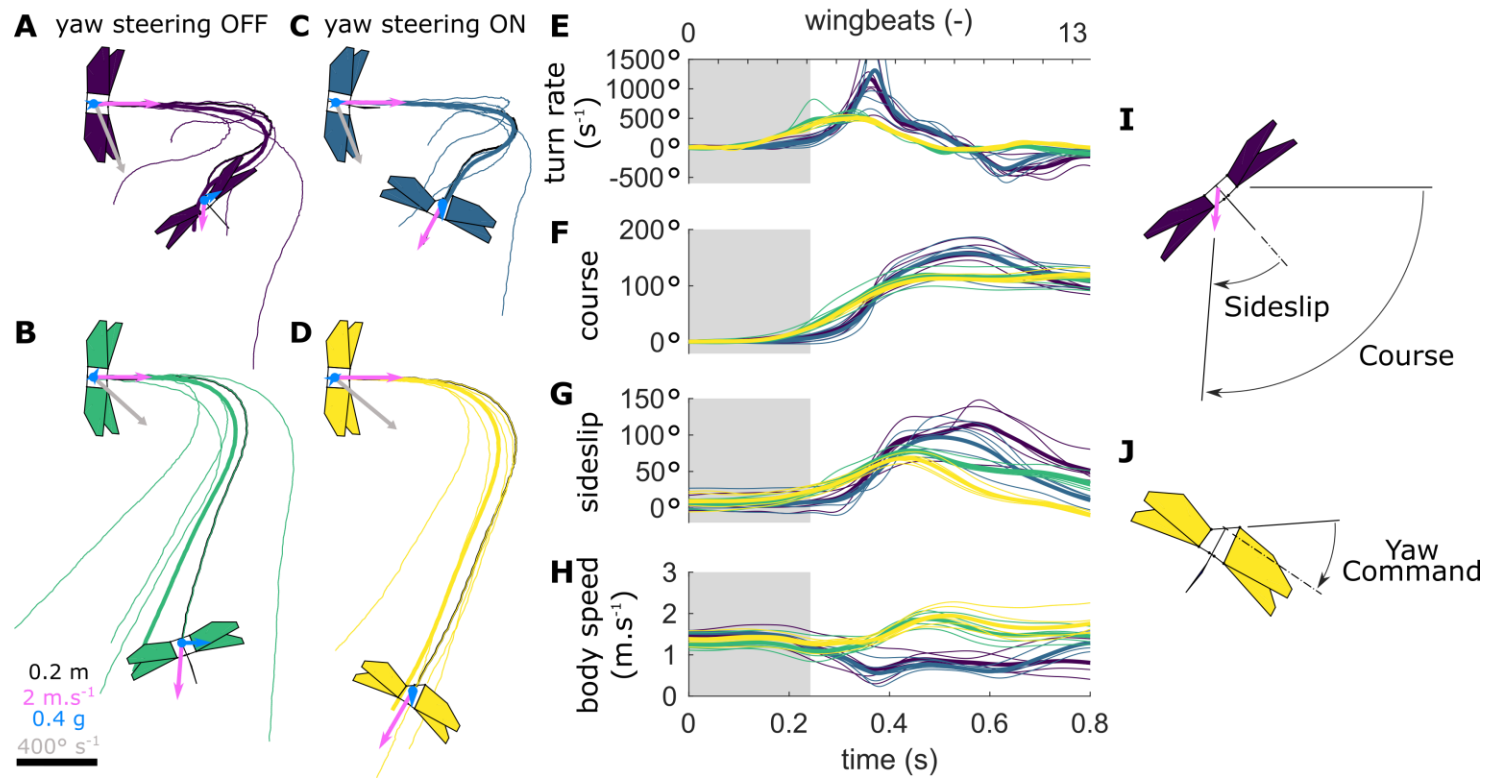 A yaw steering OFF
C yaw steering ON
B
D
0.2 m
2 m.s⁻¹
0.4 g
400° s⁻¹
E
wingbeats (-)
0 13
turn rate
(s⁻¹)
1500°
1000°
500°
0°
-500°
F
course
200°
100°
0°
G
sideslip
150°
100°
50°
0°
H
body speed
(m.s⁻¹)
3
2
1
0
0 0.2 0.4 0.6 0.8
time (s)
I
Sideslip
Course
J
Yaw
Command